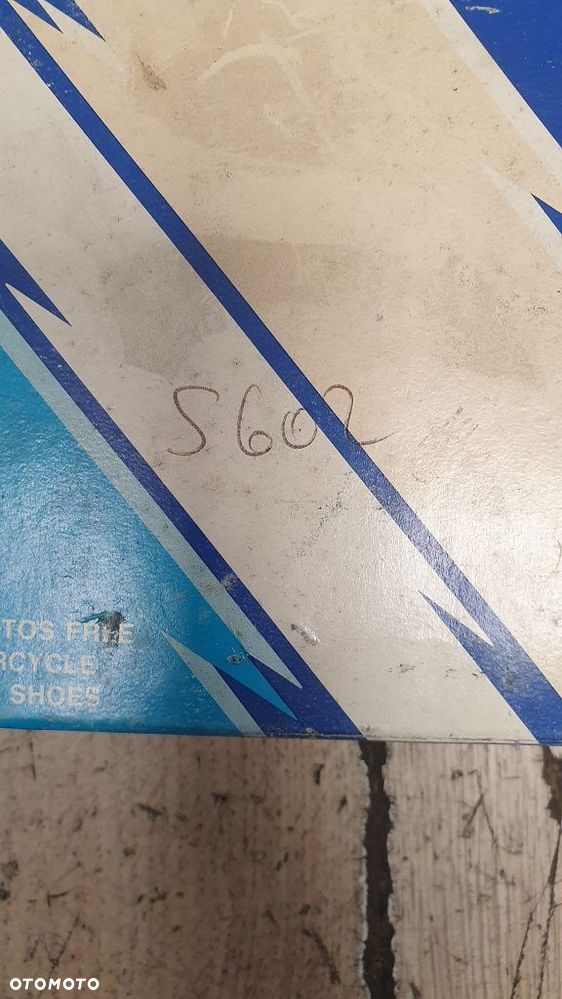 S602
TOS FREE
RCYCLE
SHOES
OTOMOTO